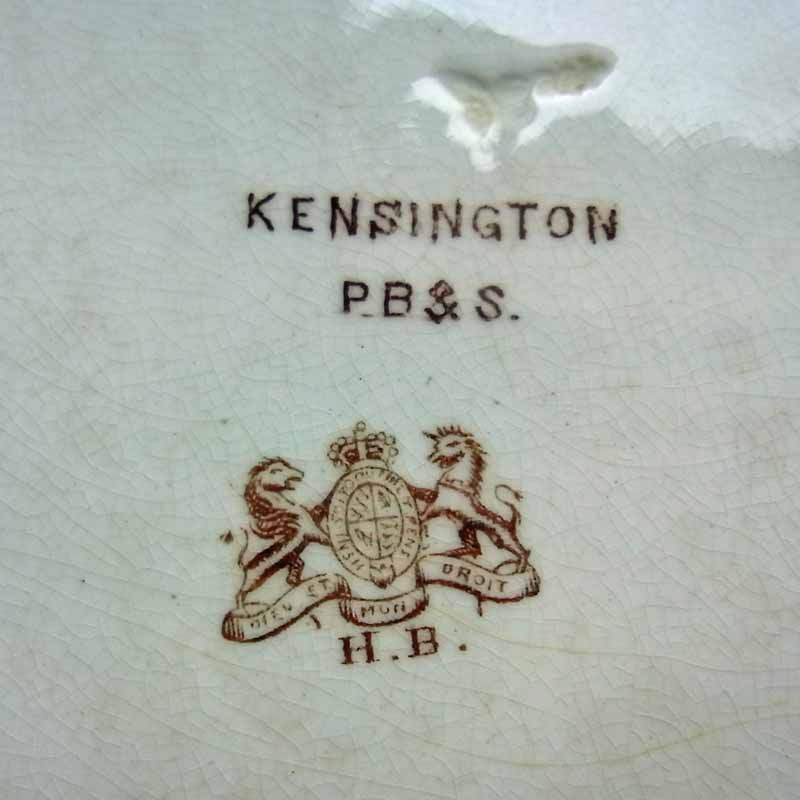 KENSINGTON
P.B & S.
DIEU ET MON DROIT
H.B.